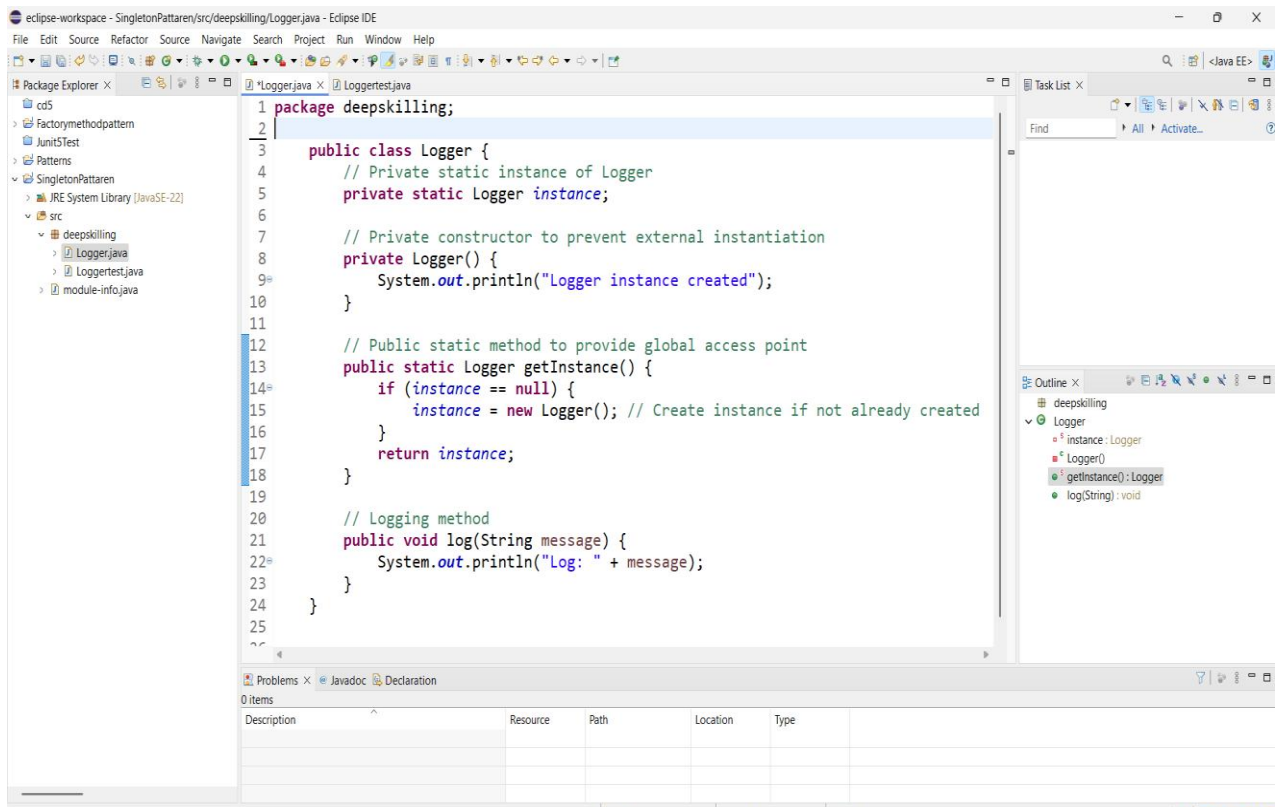 eclipse-workspace - SingletonPattaren/src/deepskilling/Logger.java - Eclipse IDE
File Edit Source Refactor Source Navigate Search Project Run Window Help
<Java EE>
Package Explorer
cd5
Factorymethodpattern
Junit5Test
Patterns
SingletonPattaren
JRE System Library [JavaSE-22]
src
deepskilling
Logger.java
Loggertest.java
module-info.java
*Logger.java Loggertest.java
1 package deepskilling;
2
3 public class Logger {
4 // Private static instance of Logger
5 private static Logger instance;
6
7 // Private constructor to prevent external instantiation
8 private Logger() {
9 System.out.println("Logger instance created");
10 }
11
12 // Public static method to provide global access point
13 public static Logger getInstance() {
14 if (instance == null) {
15 instance = new Logger(); // Create instance if not already created
16 }
17 return instance;
18 }
19
20 // Logging method
21 public void log(String message) {
22 System.out.println("Log: " + message);
23 }
24 }
25
Task List
Find All Activate...
Outline
deepskilling
Logger
instance : Logger
Logger()
getInstance() : Logger
log(String) : void
Problems Javadoc Declaration
0 items
Description Resource Path Location Type